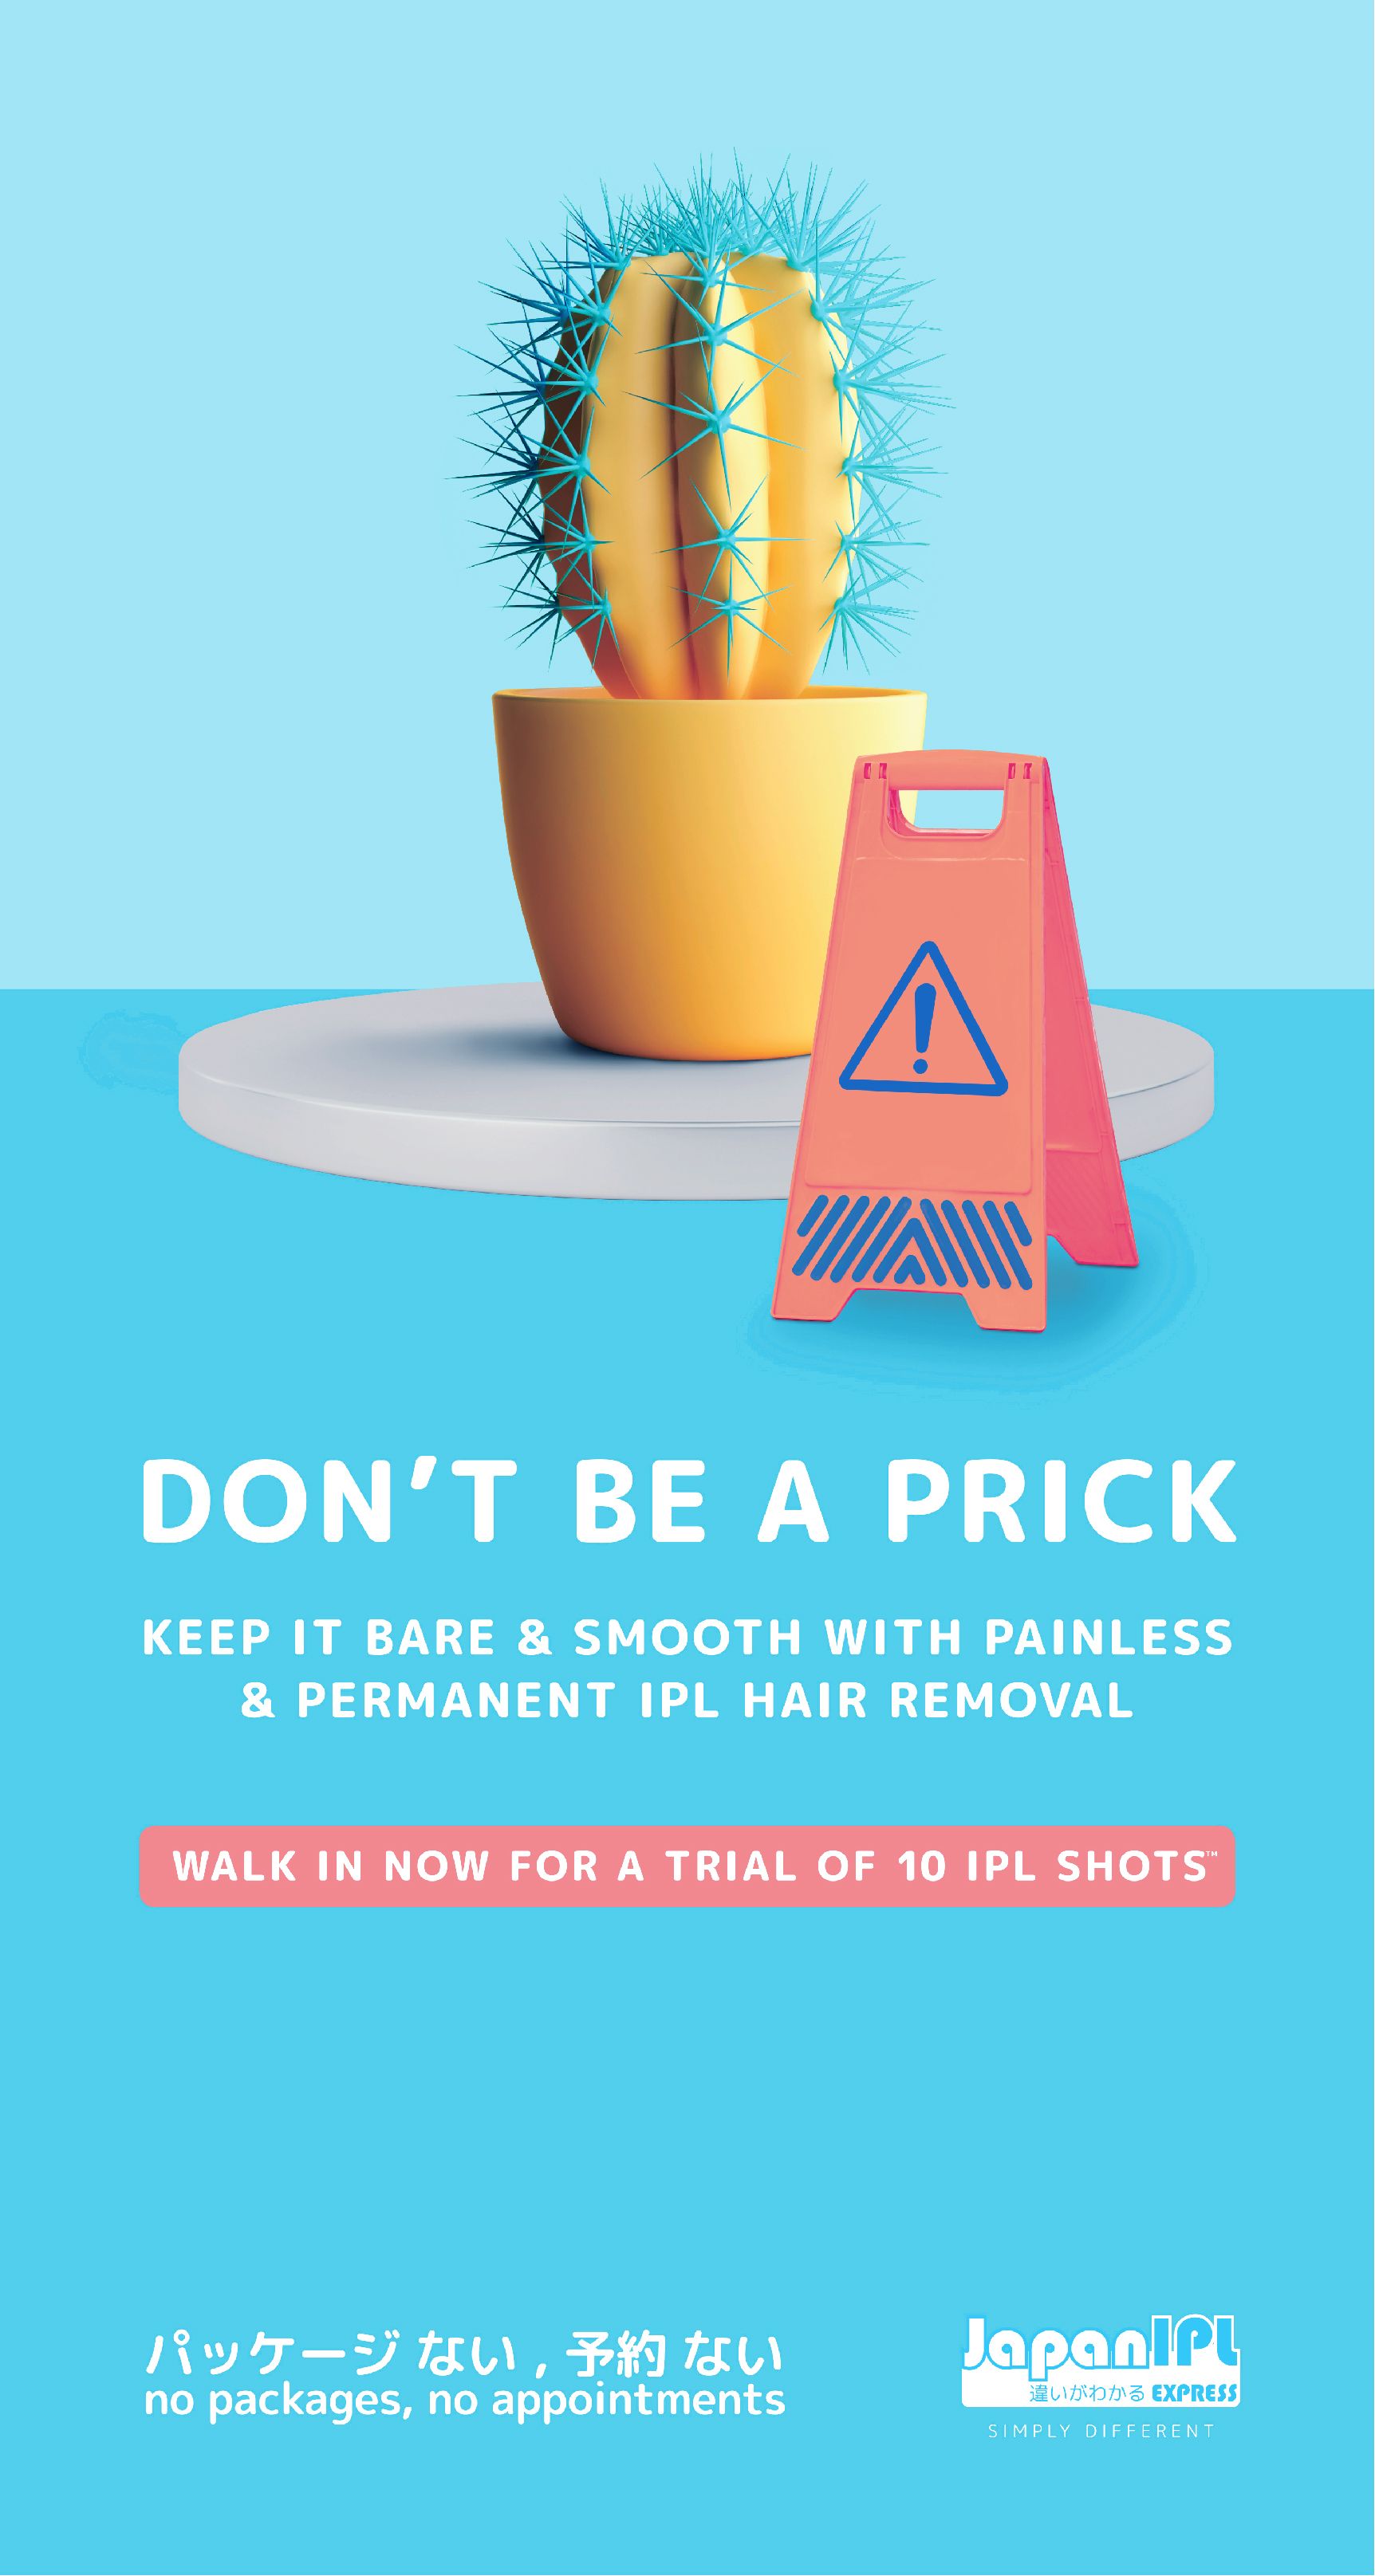 DON'T BE A PRICK
KEEP IT BARE & SMOOTH WITH PAINLESS
& PERMANENT IPL HAIR REMOVAL
WALK IN NOW FOR A TRIAL OF 10 IPL SHOTS™
パッケージ ない , 予約 ない
no packages, no appointments
JapanIPL
違いがわかる EXPRESS
SIMPLY DIFFERENT